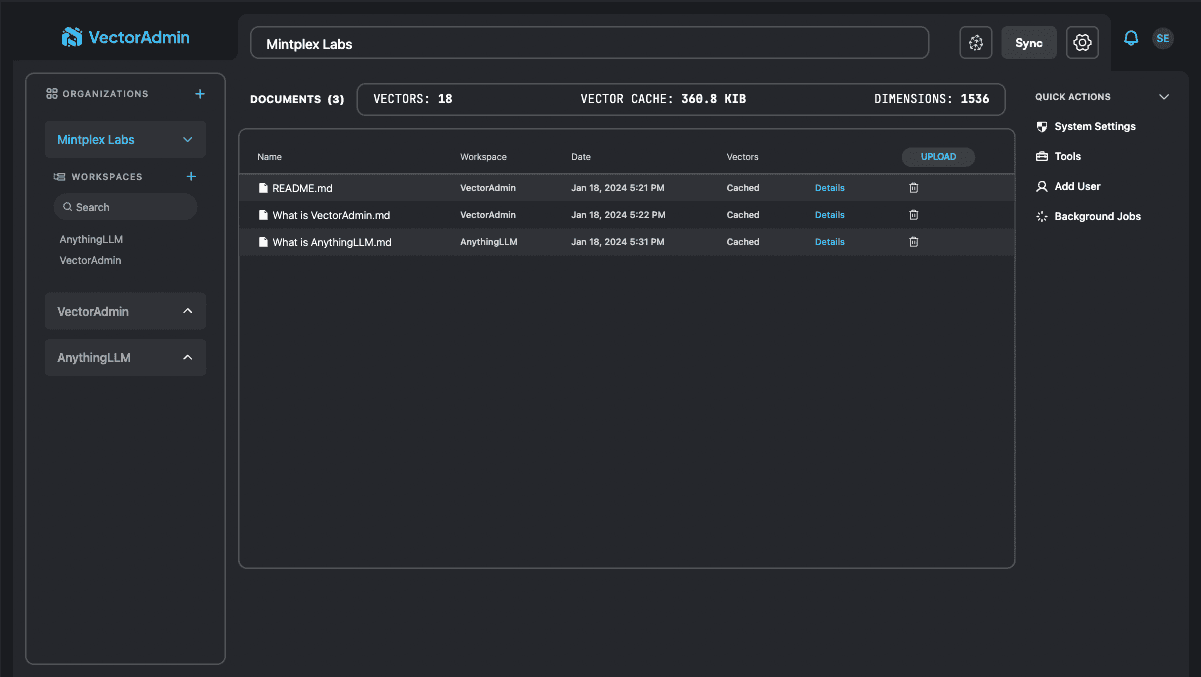 VectorAdmin
Mintplex Labs
Sync
SE
ORGANIZATIONS
Mintplex Labs
WORKSPACES
Search
AnythingLLM
VectorAdmin
VectorAdmin
AnythingLLM
DOCUMENTS (3)
VECTORS: 18 VECTOR CACHE: 360.8 KIB DIMENSIONS: 1536
Name Workspace Date Vectors UPLOAD
README.md VectorAdmin Jan 18, 2024 5:21 PM Cached Details
What is VectorAdmin.md VectorAdmin Jan 18, 2024 5:22 PM Cached Details
What is AnythingLLM.md AnythingLLM Jan 18, 2024 5:31 PM Cached Details
QUICK ACTIONS
System Settings
Tools
Add User
Background Jobs